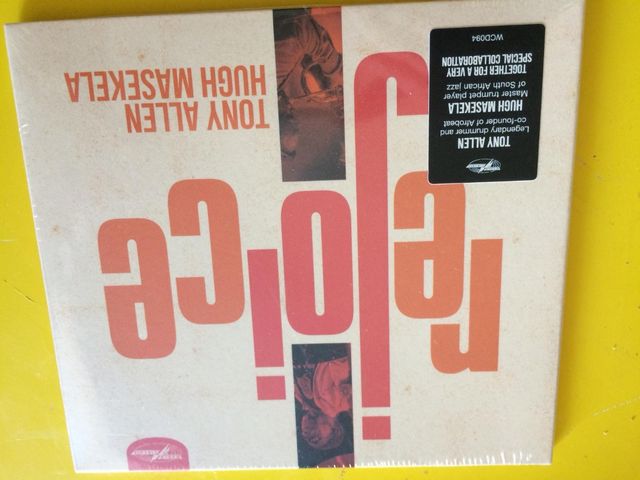 rejoice
TONY ALLEN
HUGH MASEKELA
TONY ALLEN
Legendary drummer and
co-founder of Afrobeat
HUGH MASEKELA
Master trumpet player
of South African jazz
TOGETHER FOR A VERY
SPECIAL COLLABORATION
WCD094